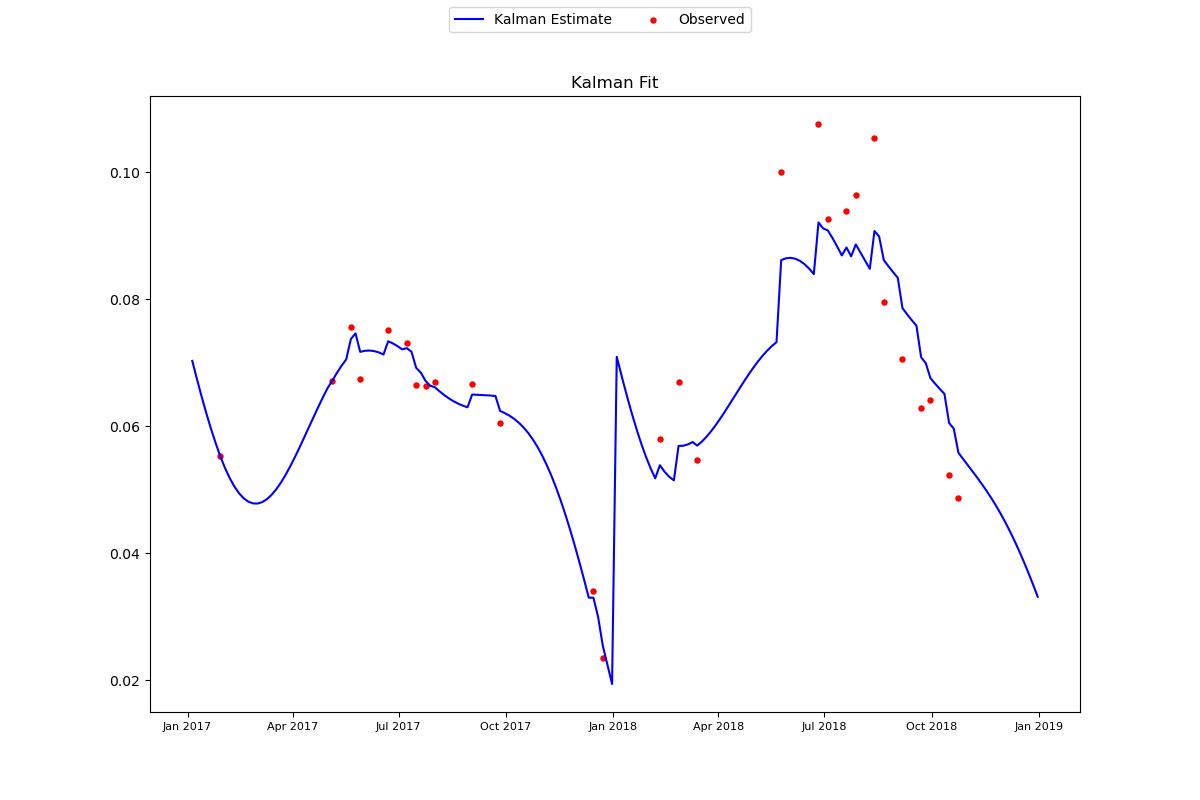 Kalman Estimate Observed
Kalman Fit
0.10
0.08
0.06
0.04
0.02
Jan 2017 Apr 2017 Jul 2017 Oct 2017 Jan 2018 Apr 2018 Jul 2018 Oct 2018 Jan 2019